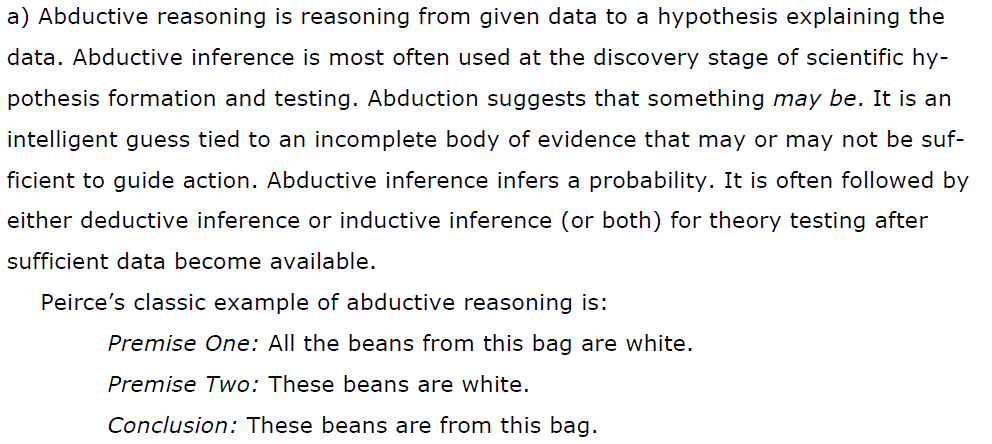 a) Abductive reasoning is reasoning from given data to a hypothesis explaining the
data. Abductive inference is most often used at the discovery stage of scientific hy-
pothesis formation and testing. Abduction suggests that something may be. It is an
intelligent guess tied to an incomplete body of evidence that may or may not be suf-
ficient to guide action. Abductive inference infers a probability. It is often followed by
either deductive inference or inductive inference (or both) for theory testing after
sufficient data become available.
Peirce’s classic example of abductive reasoning is:
Premise One: All the beans from this bag are white.
Premise Two: These beans are white.
Conclusion: These beans are from this bag.